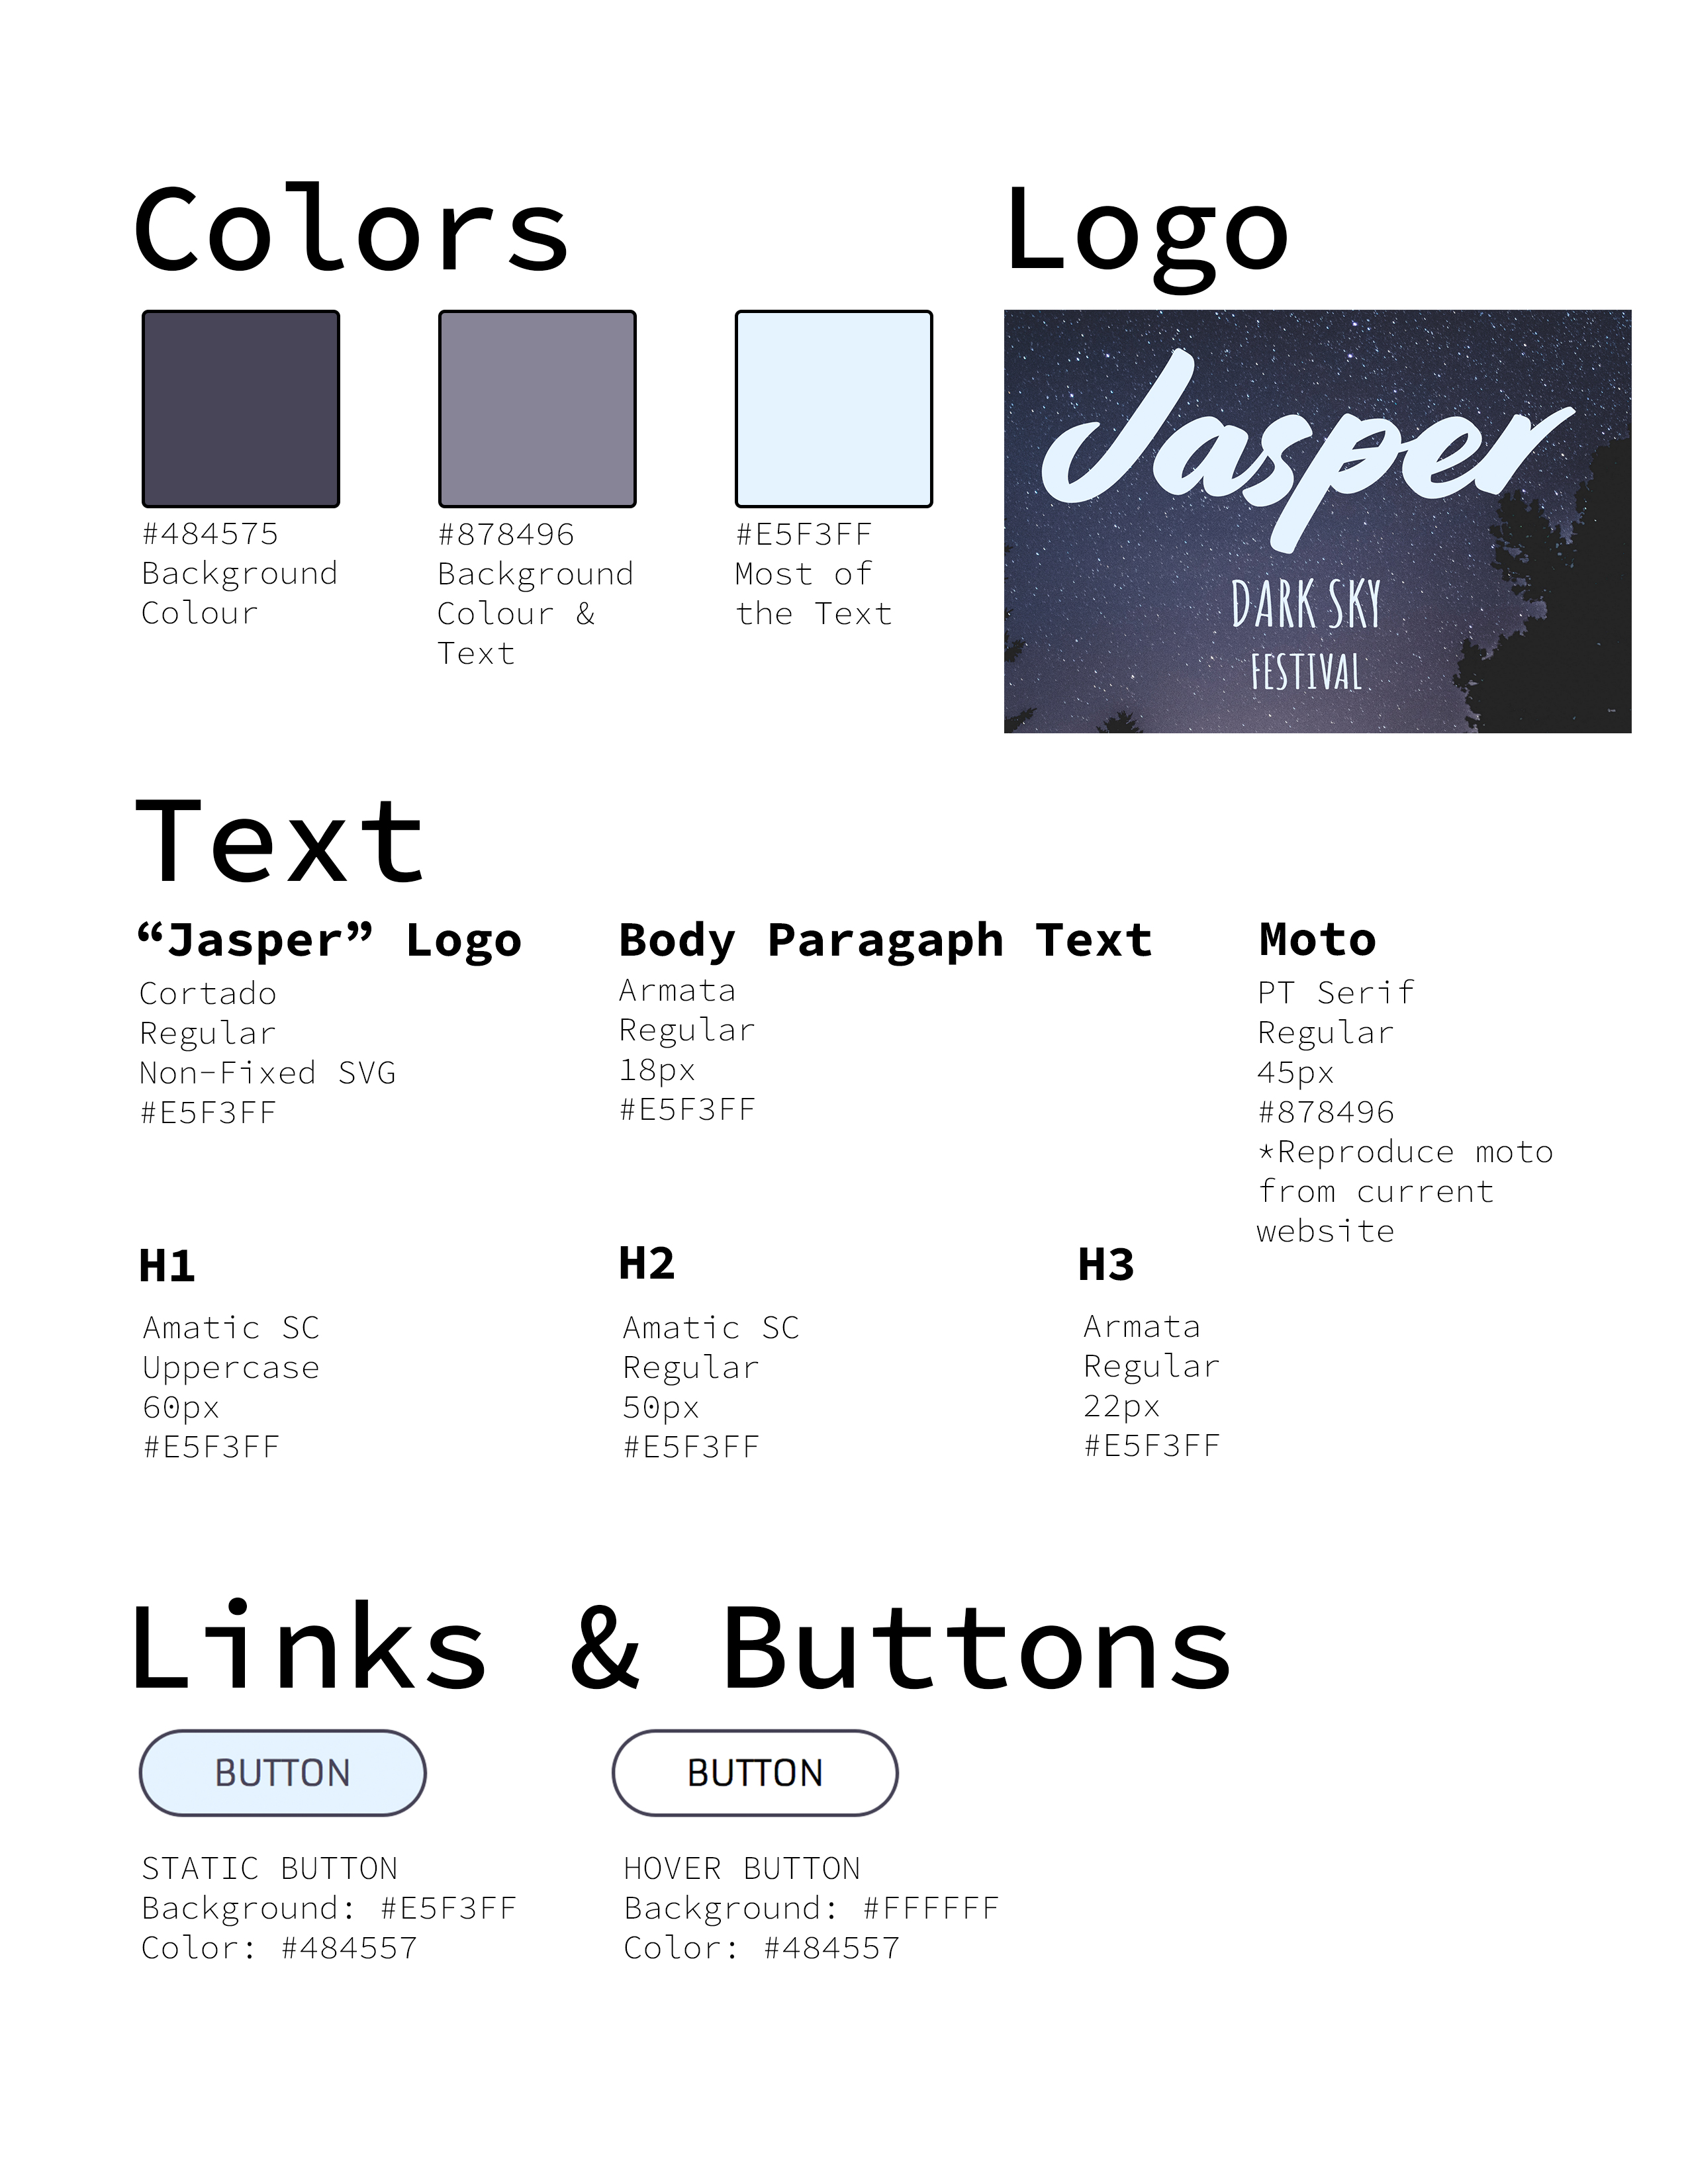 Colors
#484575
Background
Colour
#878496
Background
Colour &
Text
#E5F3FF
Most of
the Text
Logo
Jasper
DARK SKY
FESTIVAL
Text
“Jasper” Logo
Cortado
Regular
Non-Fixed SVG
#E5F3FF
Body Paragaph Text
Armata
Regular
18px
#E5F3FF
Moto
PT Serif
Regular
45px
#878496
*Reproduce moto
from current
website
H1
Amatic SC
Uppercase
60px
#E5F3FF
H2
Amatic SC
Regular
50px
#E5F3FF
H3
Armata
Regular
22px
#E5F3FF
Links & Buttons
BUTTON
STATIC BUTTON
Background: #E5F3FF
Color: #484557
BUTTON
HOVER BUTTON
Background: #FFFFFF
Color: #484557